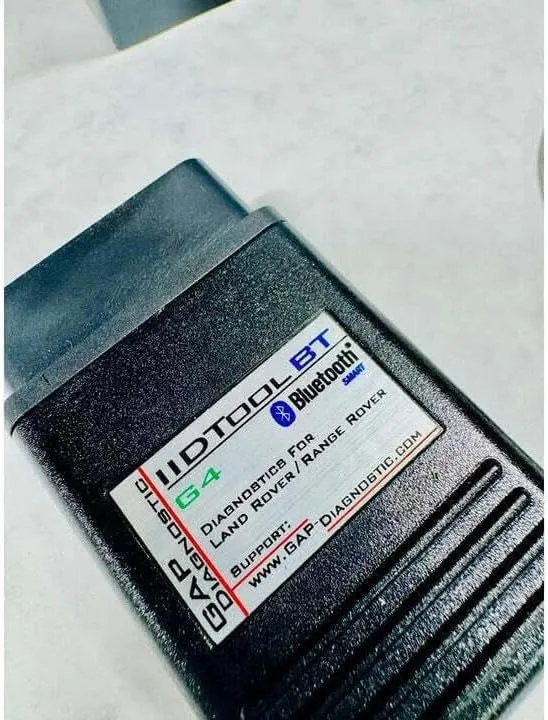 GAP
DIAGNOSTIC
IIDTOOL BT
G4
Bluetooth®
SMART
DIAGNOSTICS FOR
LAND ROVER/RANGE ROVER
SUPPORT:
WWW.GAP-DIAGNOSTIC.COM